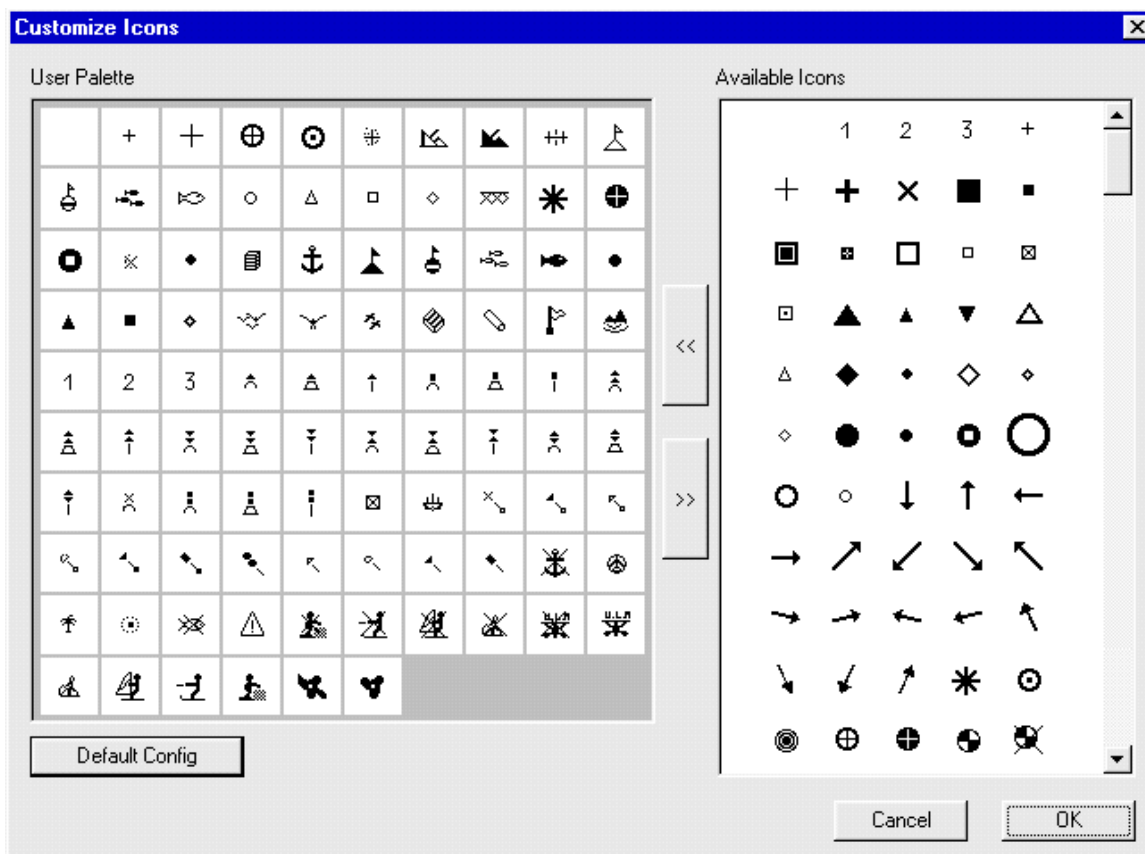 Customize Icons
User Palette
Available Icons
1 2 3
1 2 3
<<
>>
Default Config
Cancel
OK